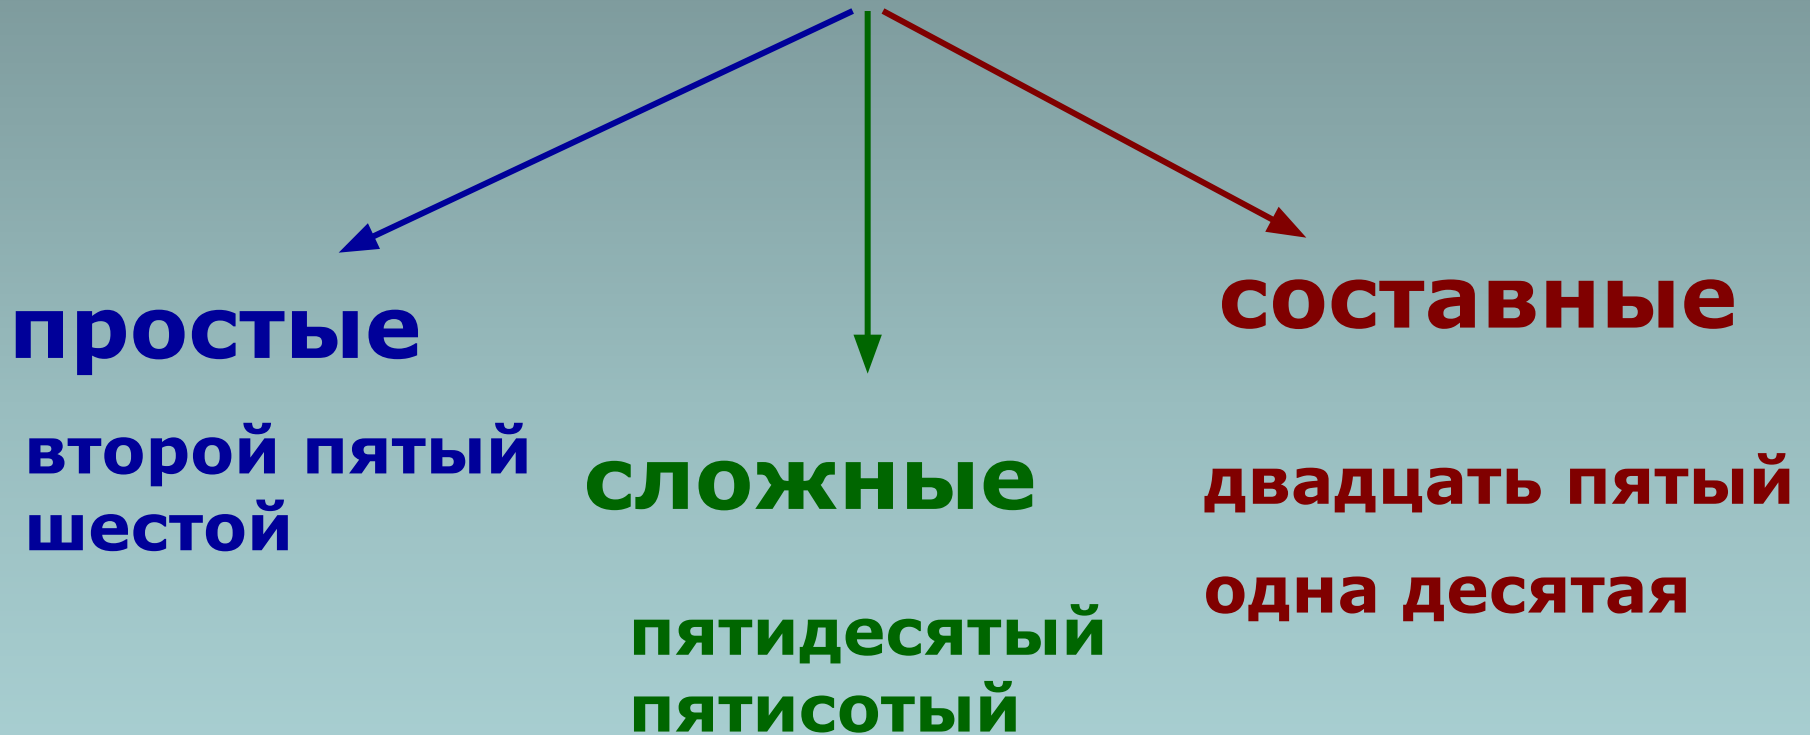 простые
второй пятый
шестой
сложные
пятидесятый
пятисотый
составные
двадцать пятый
одна десятая